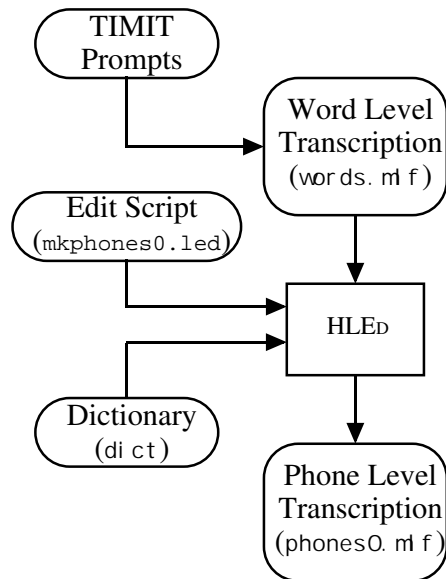 TIMIT
Prompts
Word Level
Transcription
(words.mlf)
Edit Script
(mkphones0.led)
HLED
Dictionary
(dict)
Phone Level
Transcription
(phones0.mlf)